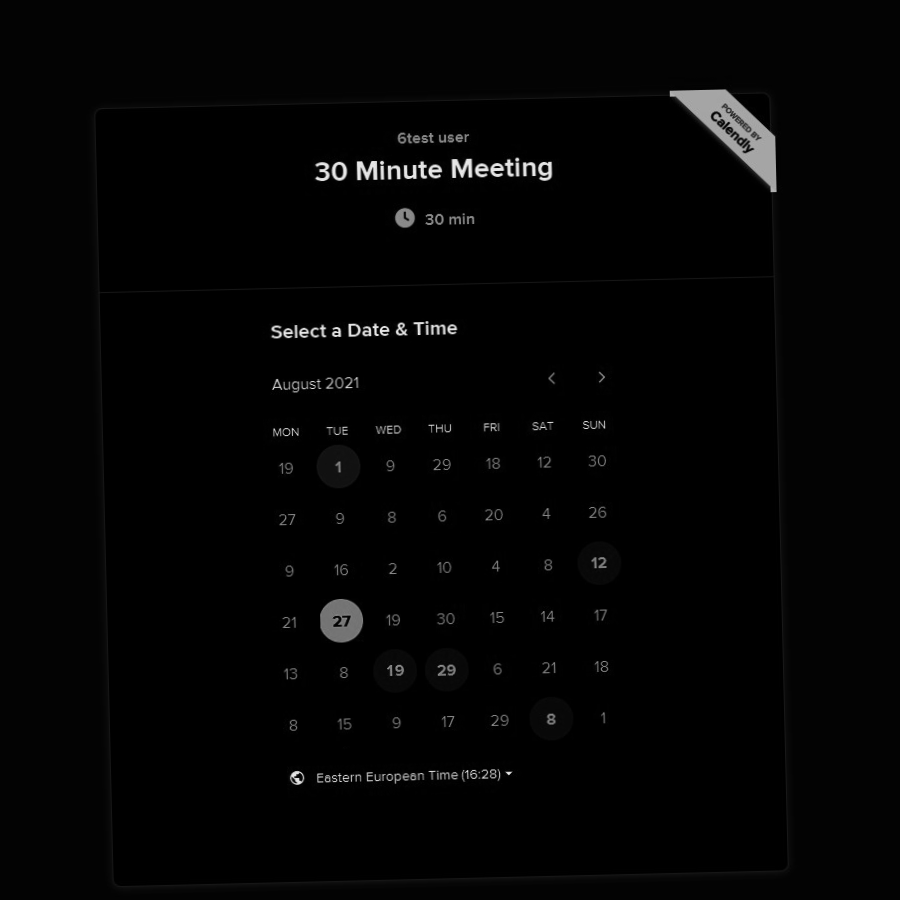 POWERED BY
Calendly
6test user
30 Minute Meeting
30 min
Select a Date & Time
August 2021
MON TUE WED THU FRI SAT SUN
19 1 9 29 18 12 30
27 9 8 6 20 4 26
9 16 2 10 4 8 12
21 27 19 30 15 14 17
13 8 19 29 6 21 18
8 15 9 17 29 8 1
Eastern European Time (16:28)